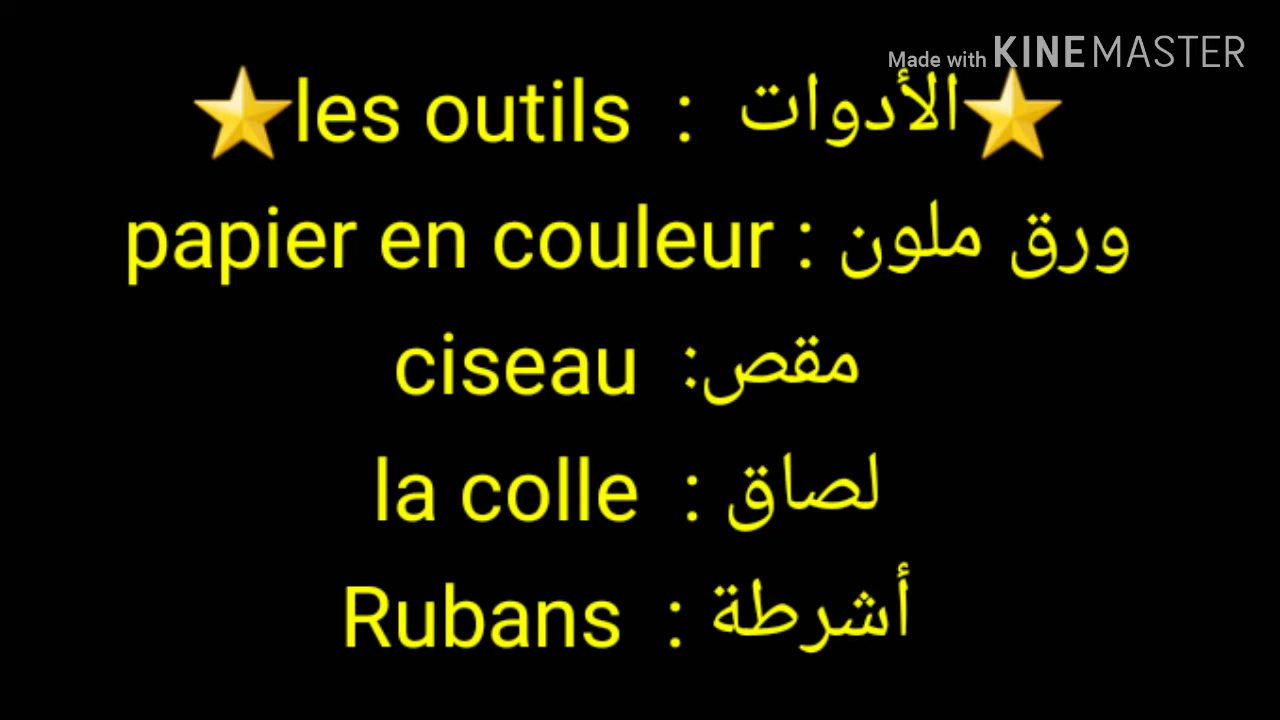 Made with KINEMASTER
⭐les outils : الأدوات⭐
papier en couleur : ورق ملون
ciseau :مقص
la colle : لصاق
Rubans : أشرطة